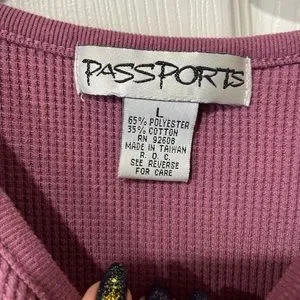 PASSPORTS
L
65% POLYESTER
35% COTTON
RN 92608
MADE IN TAIWAN
R. O. C.
SEE REVERSE
FOR CARE